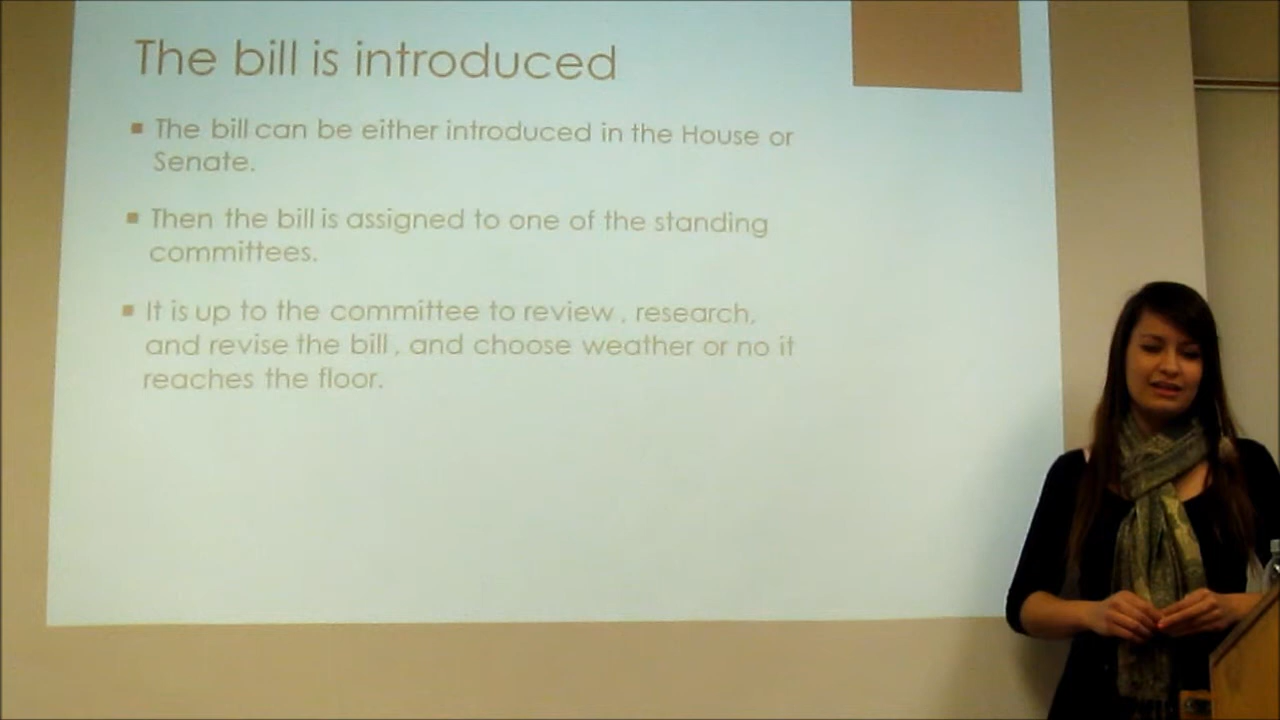 The bill is introduced
▪ The bill can be either introduced in the House or
Senate.
▪ Then the bill is assigned to one of the standing
committees.
▪ It is up to the committee to review , research,
and revise the bill , and choose weather or no it
reaches the floor.